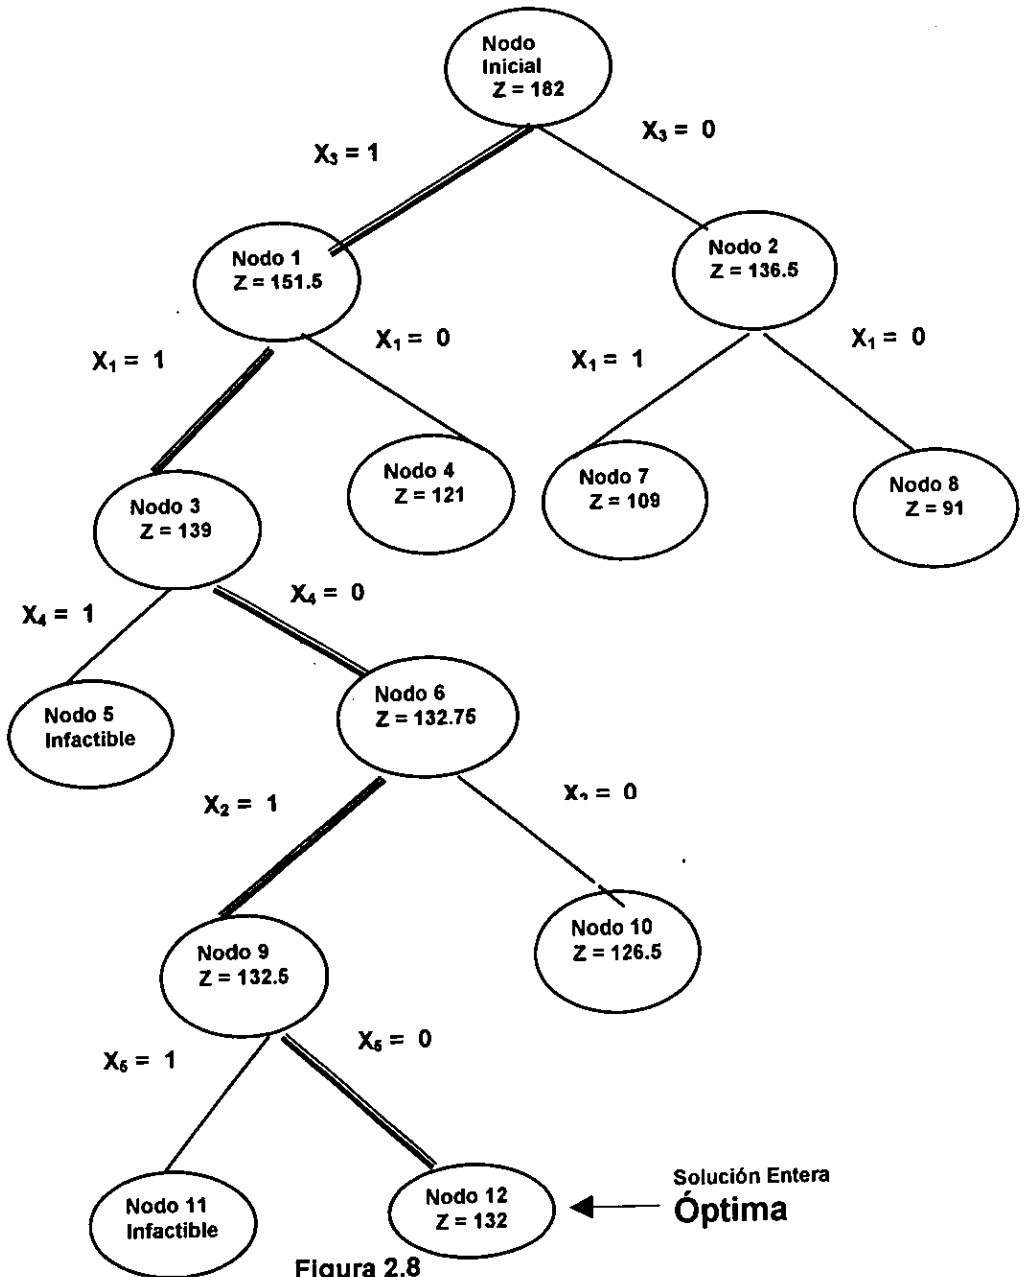 Nodo
Inicial
Z = 182
X₃ = 1
X₃ = 0
Nodo 1
Z = 151.5
Nodo 2
Z = 136.5
X₁ = 1
X₁ = 0
X₁ = 1
X₁ = 0
Nodo 3
Z = 139
Nodo 4
Z = 121
Nodo 7
Z = 109
Nodo 8
Z = 91
X₄ = 1
X₄ = 0
Nodo 5
Infactible
Nodo 6
Z = 132.75
X₂ = 1
X₂ = 0
Nodo 9
Z = 132.5
Nodo 10
Z = 126.5
X₅ = 1
X₅ = 0
Nodo 11
Infactible
Nodo 12
Z = 132
Solución Entera
Óptima
Figura 2.8